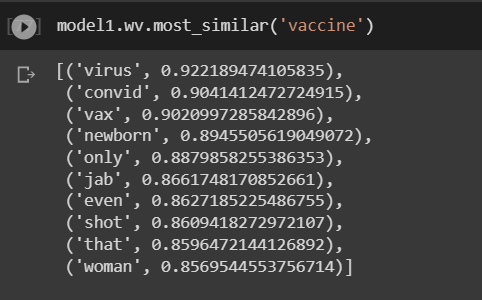 model1.wv.most_similar('vaccine')
[('virus', 0.922189474105835),
('convid', 0.9041412472724915),
('vax', 0.9020997285842896),
('newborn', 0.8945505619049072),
('only', 0.8879858255386353),
('jab', 0.8661748170852661),
('even', 0.8627185225486755),
('shot', 0.8609418272972107),
('that', 0.8596472144126892),
('woman', 0.8569544553756714)]